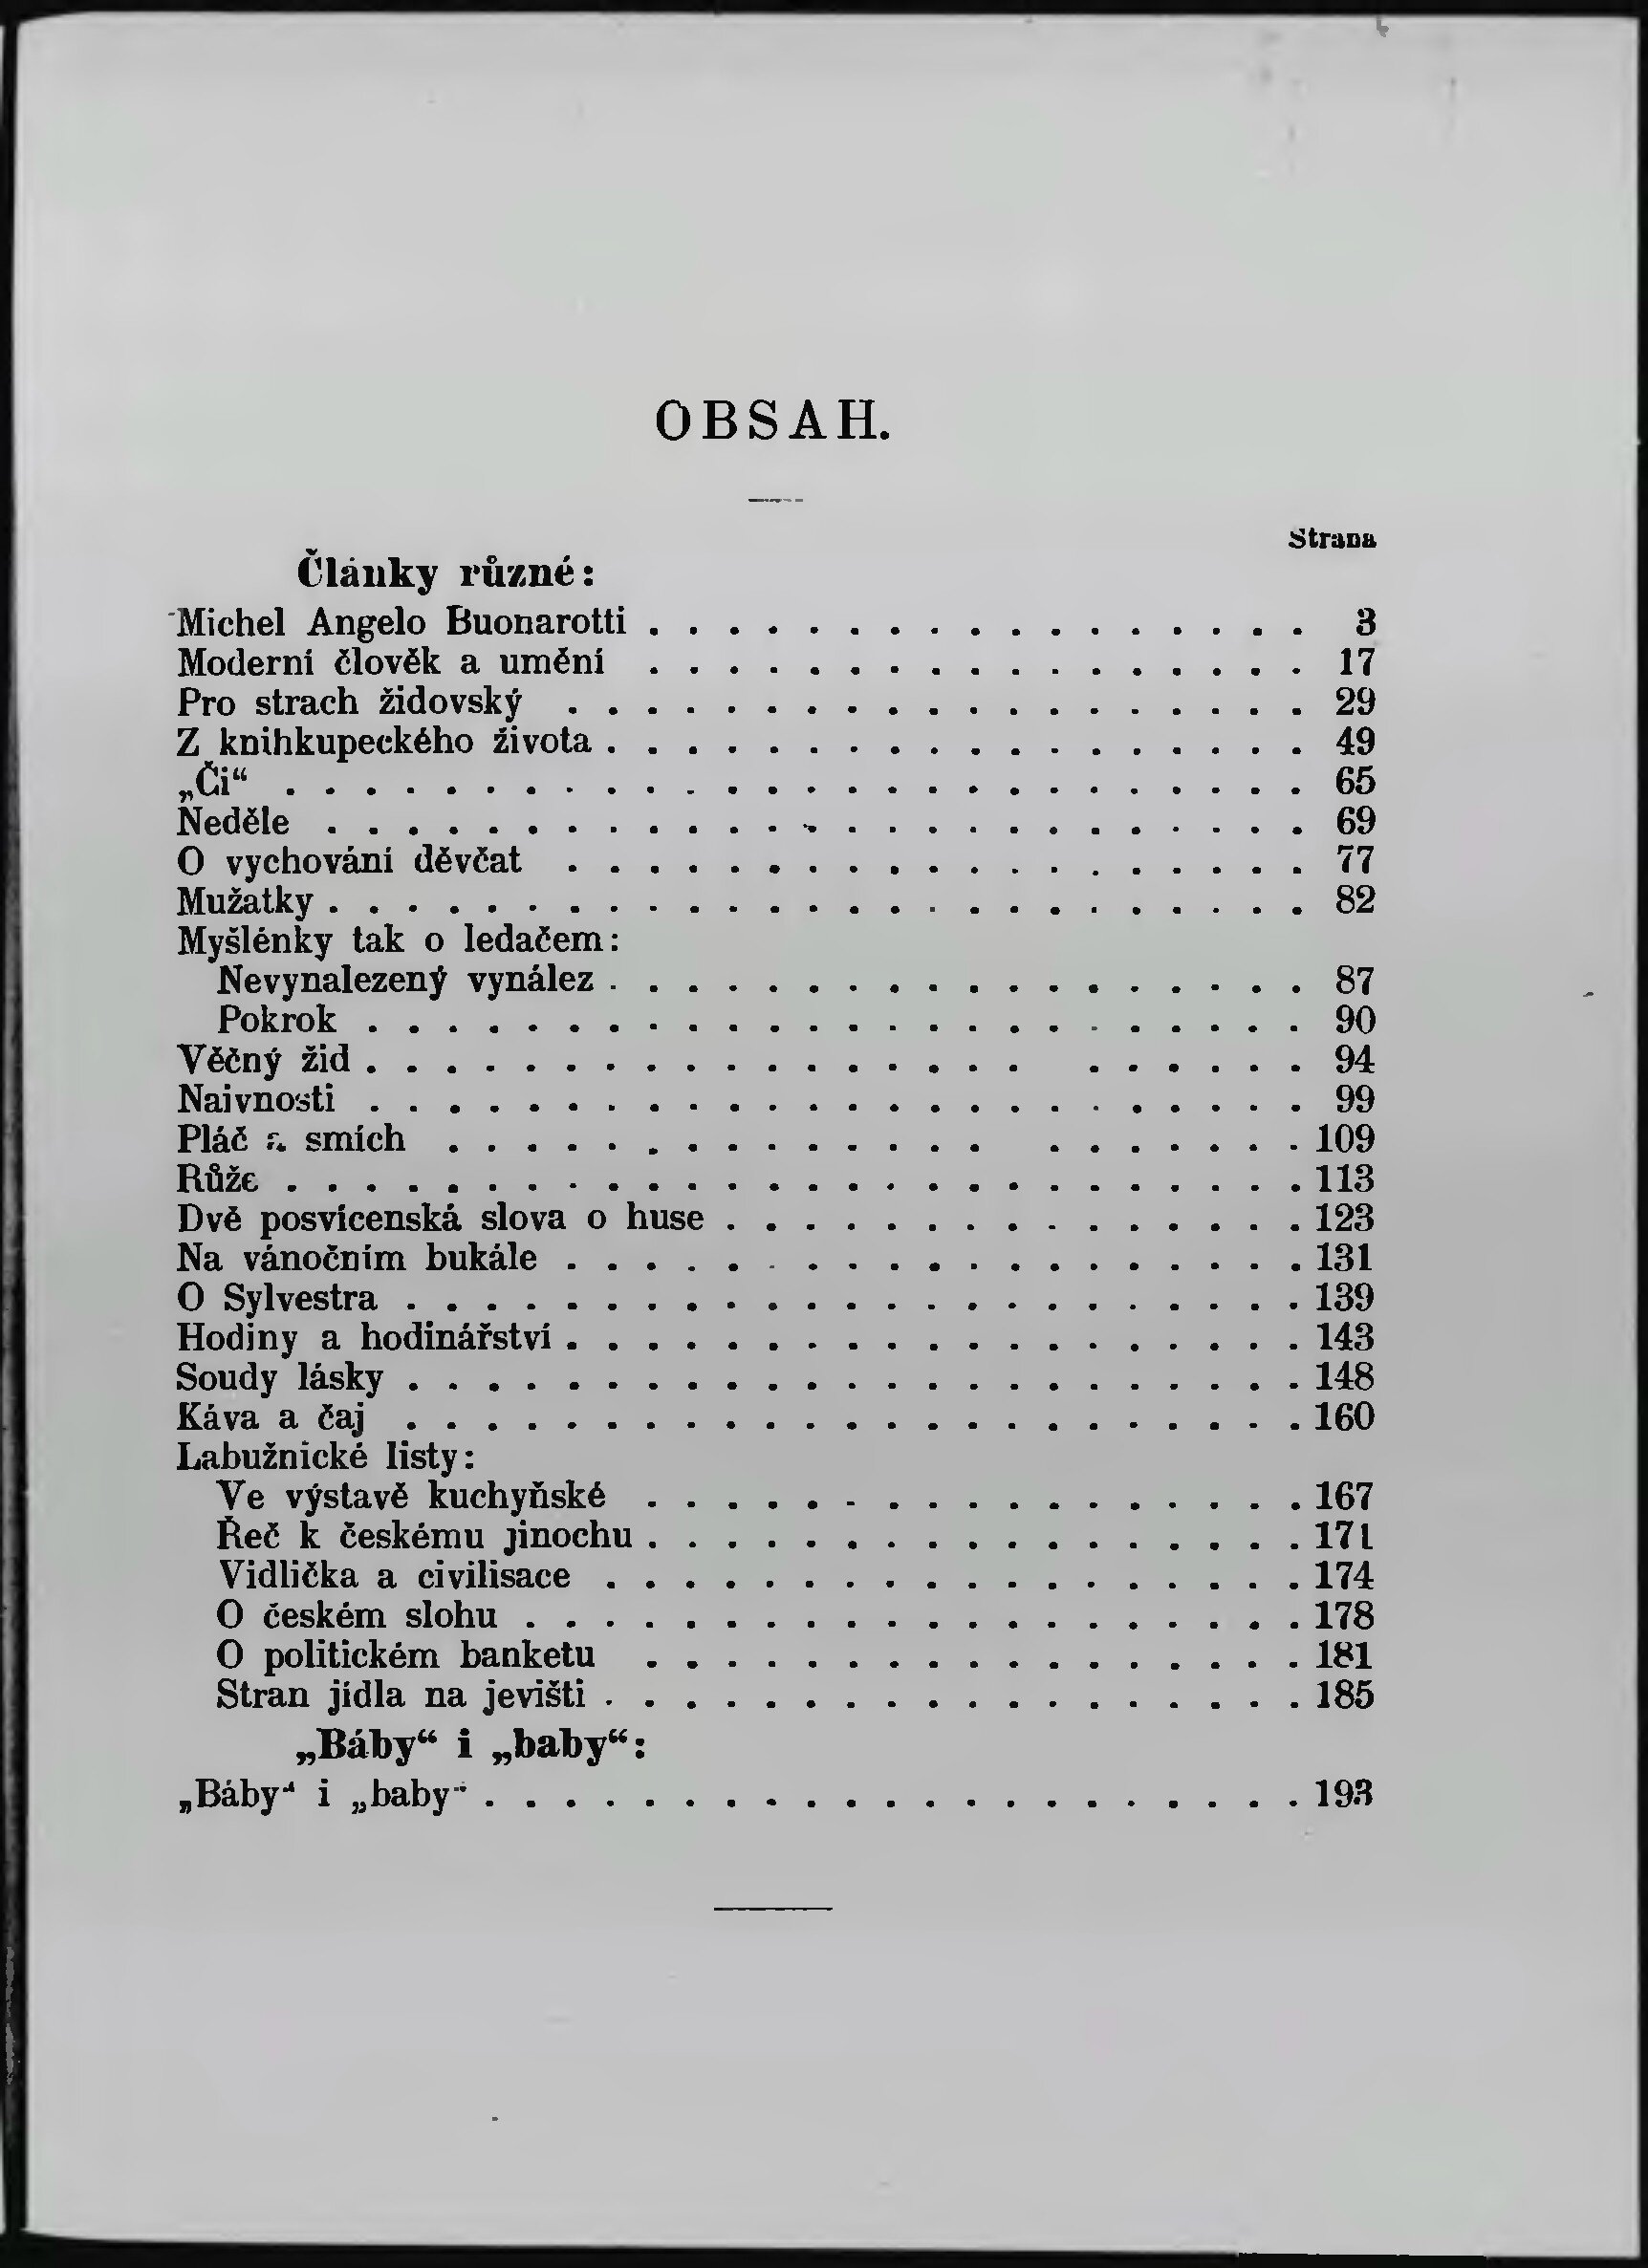 OBSAH.
Strana
Články různé:
Michel Angelo Buonarotti . . . . . . . . . . . . . . . . . 3
Moderní člověk a umění . . . . . . . . . . . . . . . . . 17
Pro strach židovský . . . . . . . . . . . . . . . . . . . 29
Z knihkupeckého života . . . . . . . . . . . . . . . . . . 49
„Či“ . . . . . . . . . . . . . . . . . . . . . . . . . . 65
Neděle . . . . . . . . . . . . . . . . . . . . . . . . . 69
O vychování děvčat . . . . . . . . . . . . . . . . . . . 77
Mužatky . . . . . . . . . . . . . . . . . . . . . . . . . 82
Myšlénky tak o ledačem:
Nevynalezený vynález . . . . . . . . . . . . . . . . . . 87
Pokrok . . . . . . . . . . . . . . . . . . . . . . . . 90
Věčný žid . . . . . . . . . . . . . . . . . . . . . . . 94
Naivnosti . . . . . . . . . . . . . . . . . . . . . . . . 99
Pláč a smích . . . . . . . . . . . . . . . . . . . . . 109
Růže . . . . . . . . . . . . . . . . . . . . . . . . . . 113
Dvě posvícenská slova o huse . . . . . . . . . . . . . . . 123
Na vánočním bukále . . . . . . . . . . . . . . . . . . . 131
O Sylvestra . . . . . . . . . . . . . . . . . . . . . . . 139
Hodiny a hodinářství . . . . . . . . . . . . . . . . . . . 143
Soudy lásky . . . . . . . . . . . . . . . . . . . . . . . 148
Káva a čaj . . . . . . . . . . . . . . . . . . . . . . . 160
Labužnické listy:
Ve výstavě kuchyňské . . . . . . . . . . . . . . . . . 167
Řeč k českému jinochu . . . . . . . . . . . . . . . . . 171
Vidlička a civilisace . . . . . . . . . . . . . . . . . . 174
O českém slohu . . . . . . . . . . . . . . . . . . . . 178
O politickém banketu . . . . . . . . . . . . . . . . . 181
Stran jídla na jevišti . . . . . . . . . . . . . . . . . . 185
„Báby“ i „baby“:
„Báby“ i „baby“ . . . . . . . . . . . . . . . . . . . . . 193